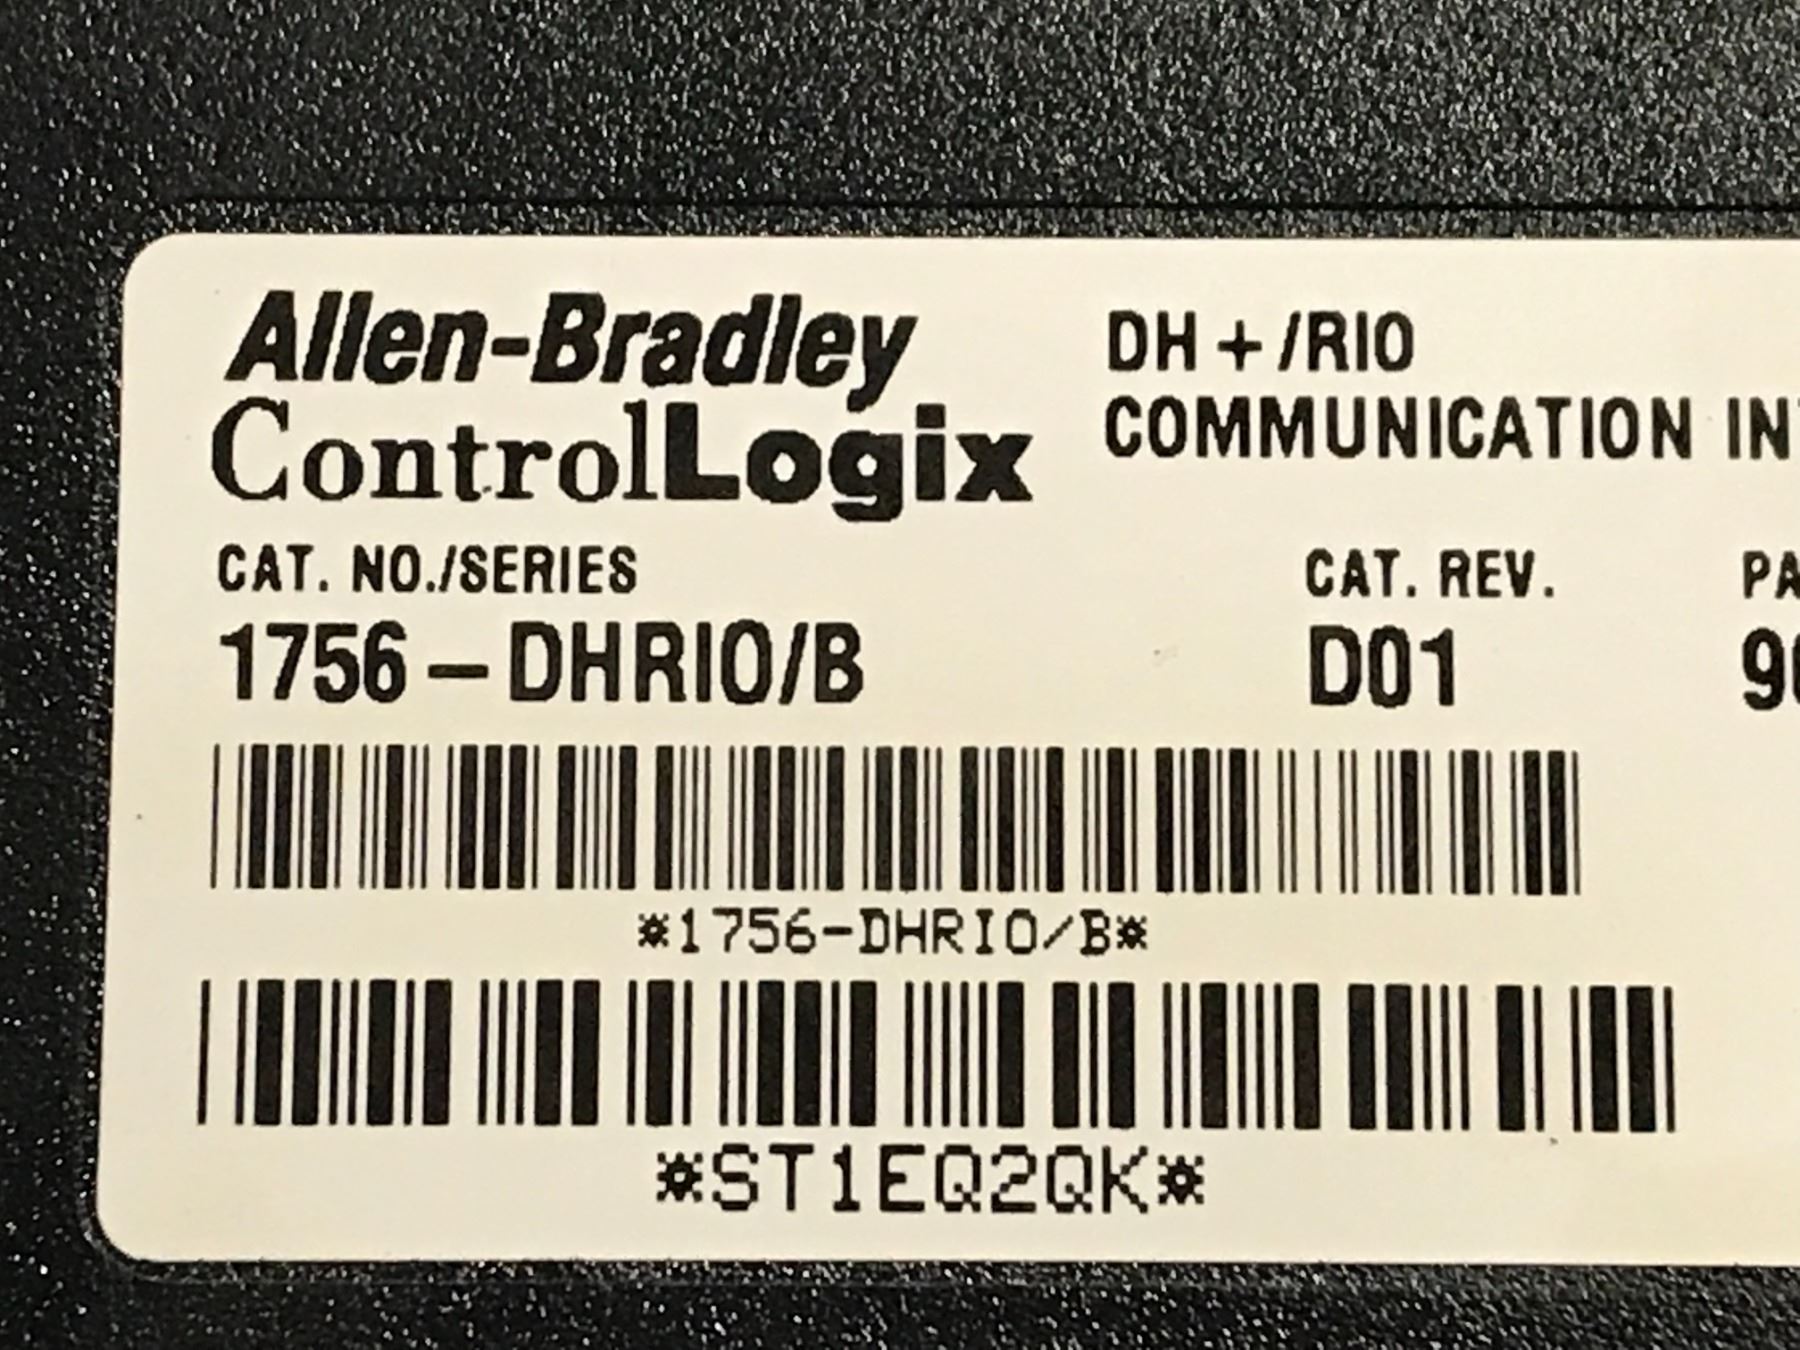 Allen-Bradley
ControlLogix
DH + /RIO
COMMUNICATION
CAT. NO./SERIES
1756 – DHRIO/B
CAT. REV.
D01
*1756-DHRIO/B*
*ST1EQ2QK*